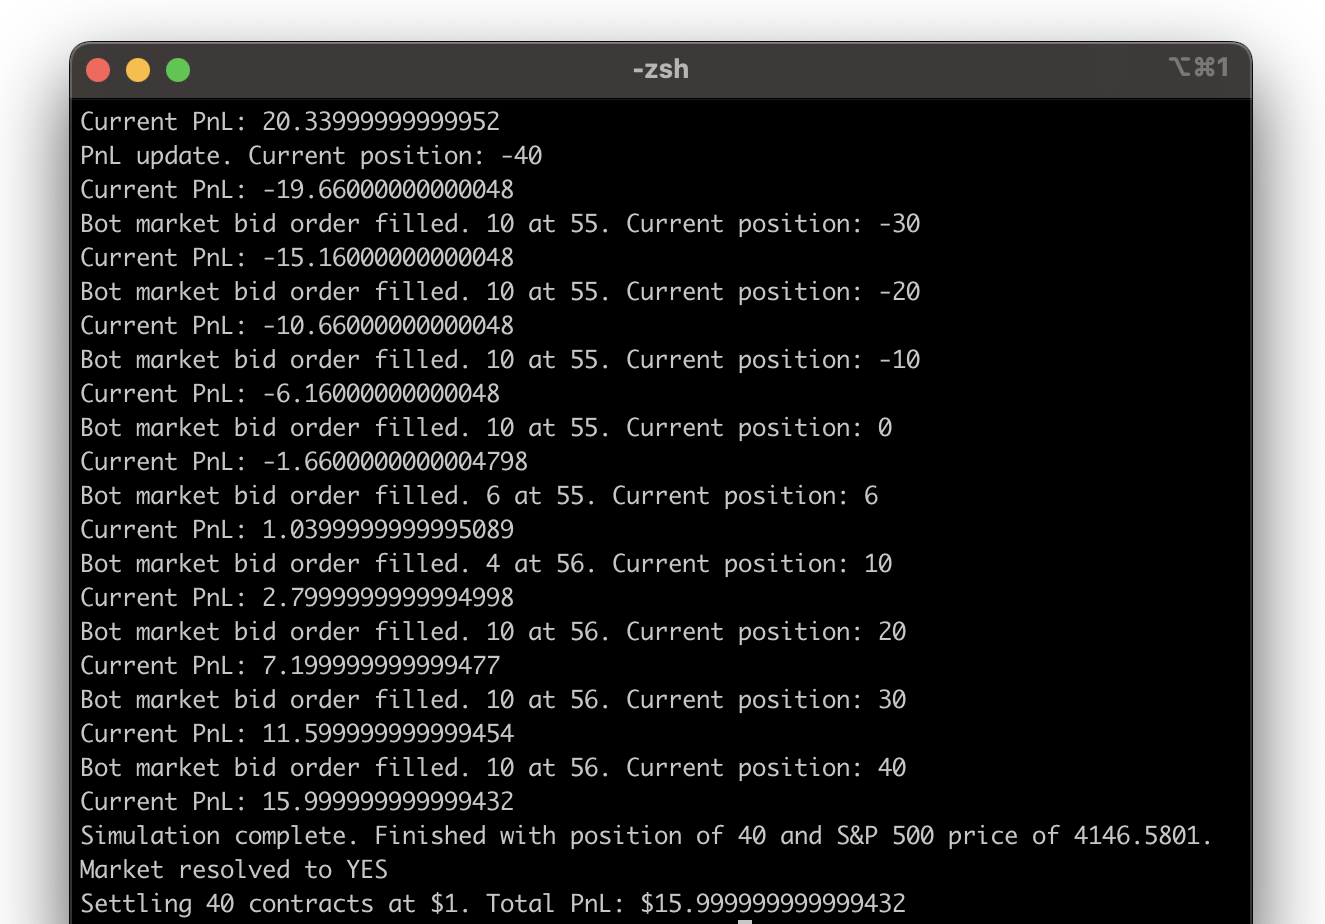 -zsh
⌥⌘1
Current PnL: 20.33999999999952
PnL update. Current position: -40
Current PnL: -19.66000000000048
Bot market bid order filled. 10 at 55. Current position: -30
Current PnL: -15.16000000000048
Bot market bid order filled. 10 at 55. Current position: -20
Current PnL: -10.66000000000048
Bot market bid order filled. 10 at 55. Current position: -10
Current PnL: -6.16000000000048
Bot market bid order filled. 10 at 55. Current position: 0
Current PnL: -1.6600000000004798
Bot market bid order filled. 6 at 55. Current position: 6
Current PnL: 1.0399999999995089
Bot market bid order filled. 4 at 56. Current position: 10
Current PnL: 2.7999999999994998
Bot market bid order filled. 10 at 56. Current position: 20
Current PnL: 7.199999999999477
Bot market bid order filled. 10 at 56. Current position: 30
Current PnL: 11.599999999999454
Bot market bid order filled. 10 at 56. Current position: 40
Current PnL: 15.999999999999432
Simulation complete. Finished with position of 40 and S&P 500 price of 4146.5801.
Market resolved to YES
Settling 40 contracts at $1. Total PnL: $15.999999999999432